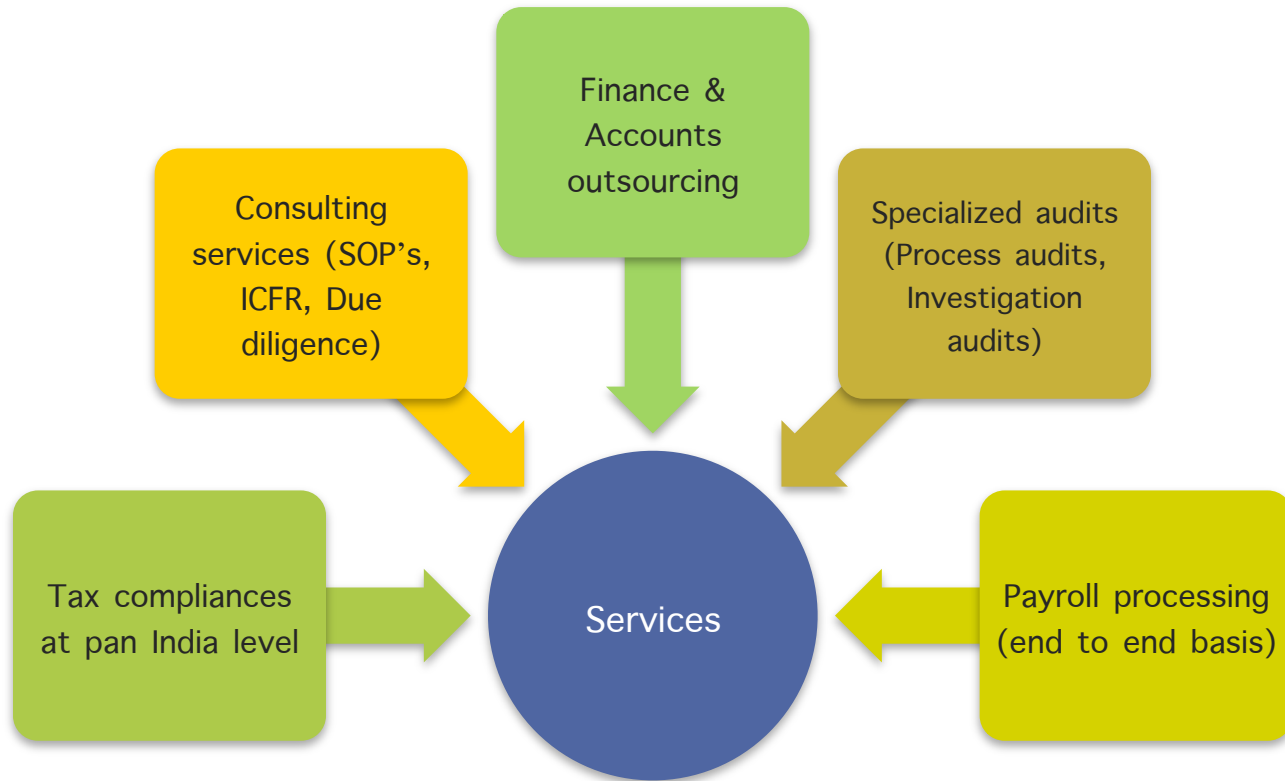 Finance &
Accounts
outsourcing
Consulting
services (SOP’s,
ICFR, Due
diligence)
Specialized audits
(Process audits,
Investigation
audits)
Tax compliances
at pan India level
Services
Payroll processing
(end to end basis)